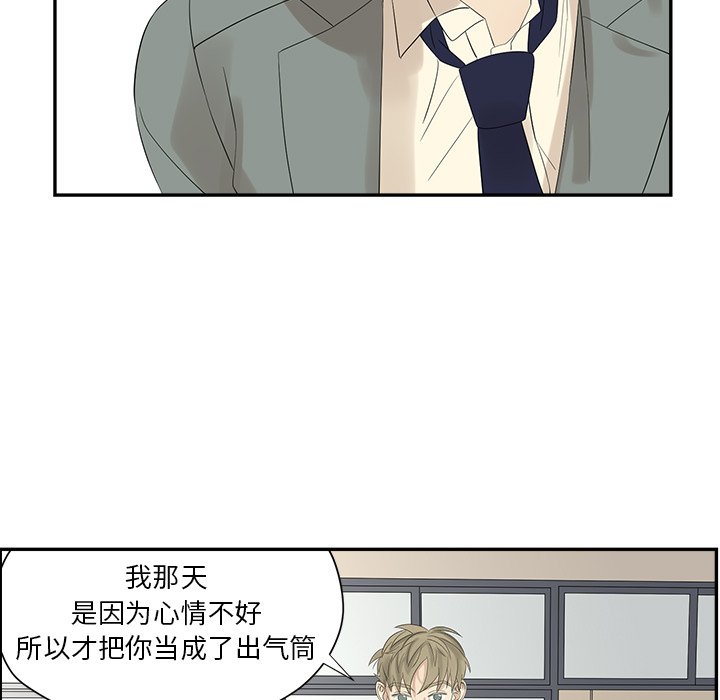 我那天
是因为心情不好
所以才把你当成了出气筒